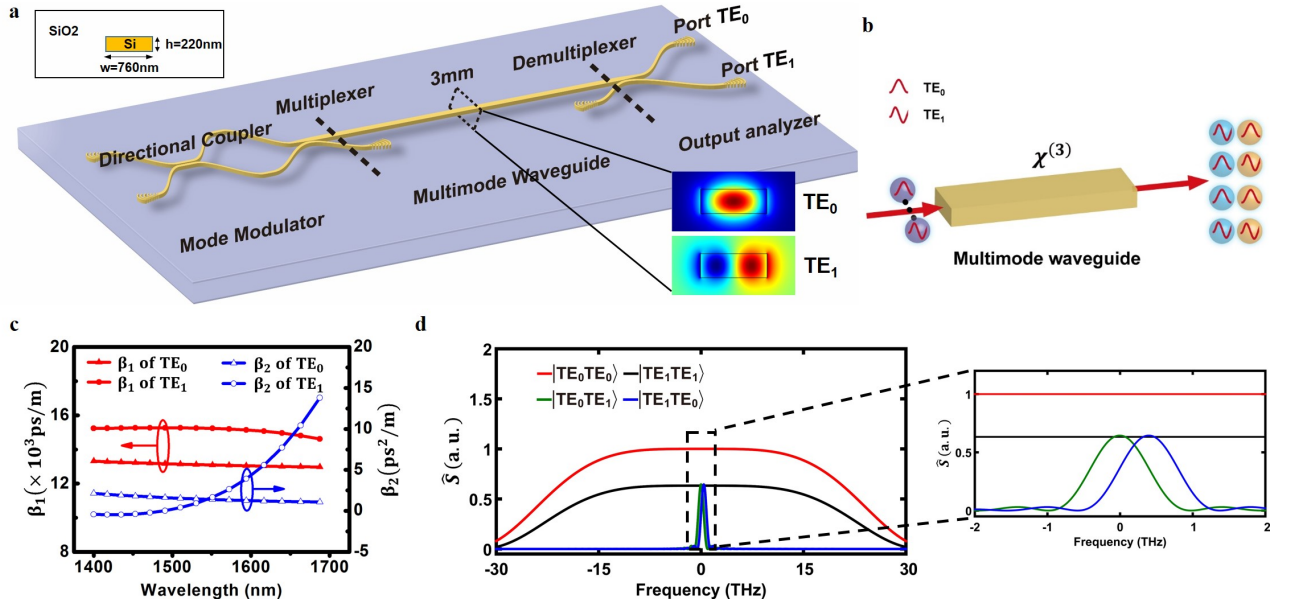 a
SiO2
Si
h=220nm
w=760nm
Directional Coupler
Multiplexer
3mm
Demultiplexer
Port TE₀
Port TE₁
Mode Modulator
Multimode Waveguide
Output analyzer
TE₀
TE₁
b
TE₀
TE₁
χ⁽³⁾
Multimode waveguide
c
β₁(× 10³ps/m)
20
16
12
8
β₁ of TE₀
β₁ of TE₁
β₂ of TE₀
β₂ of TE₁
20
15
10
5
0
-5
β₂(ps²/m)
1400 1500 1600 1700
Wavelength (nm)
d
Ŝ (a. u.)
2
1.5
1
0.5
0
|TE₀TE₀⟩ |TE₁TE₁⟩
|TE₀TE₁⟩ |TE₁TE₀⟩
-30 -15 0 15 30
Frequency (THz)
Ŝ (a. u.)
1
0.5
0
-2 -1 0 1 2
Frequency (THz)